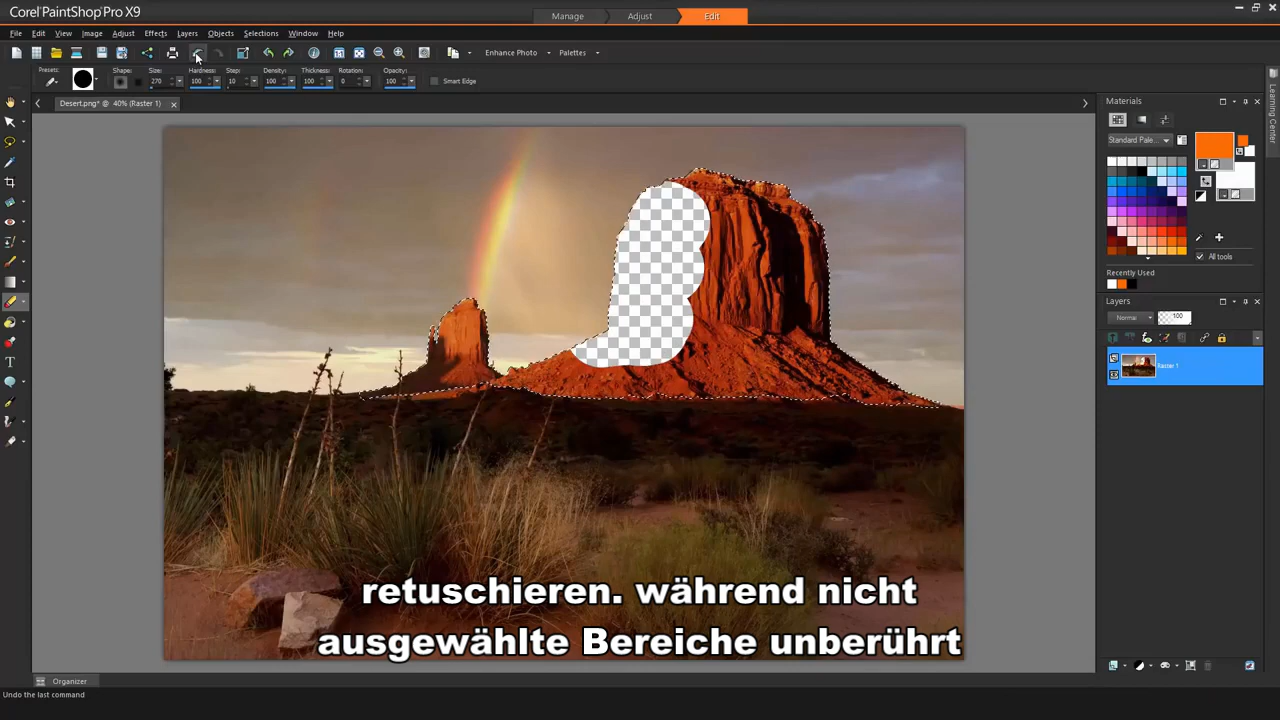 Corel PaintShop Pro X9
Manage
Adjust
Edit
File Edit View Image Adjust Effects Layers Objects Selections Window Help
Enhance Photo
Palettes
Presets:
Shape:
Size:
Hardness:
Step:
Density:
Thickness:
Rotation:
Opacity:
270
100
10
100
100
0
100
Smart Edge
Desert.png* @ 40% (Raster 1)
Materials
Standard Pale...
All tools
Recently Used
Layers
Normal
100
Raster 1
Learning Center
retuschieren. während nicht
ausgewählte Bereiche unberührt
Organizer
Undo the last command